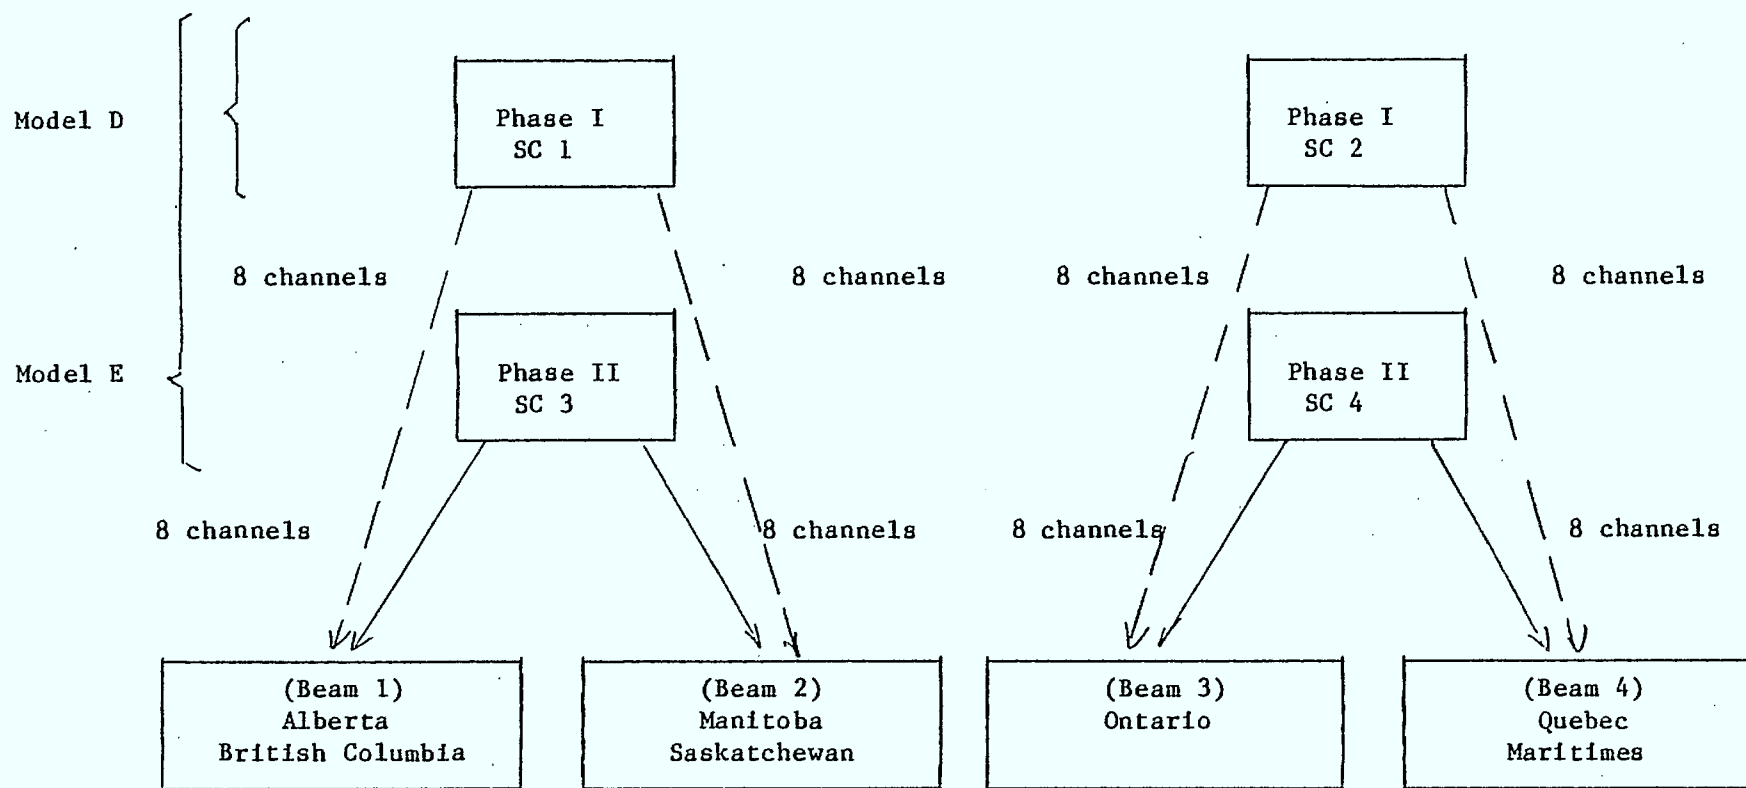 Model D
Phase I
SC 1
Phase I
SC 2
8 channels
8 channels
8 channels
8 channels
Model E
Phase II
SC 3
Phase II
SC 4
8 channels
8 channels
8 channels
8 channels
(Beam 1)
Alberta
British Columbia
(Beam 2)
Manitoba
Saskatchewan
(Beam 3)
Ontario
(Beam 4)
Quebec
Maritimes